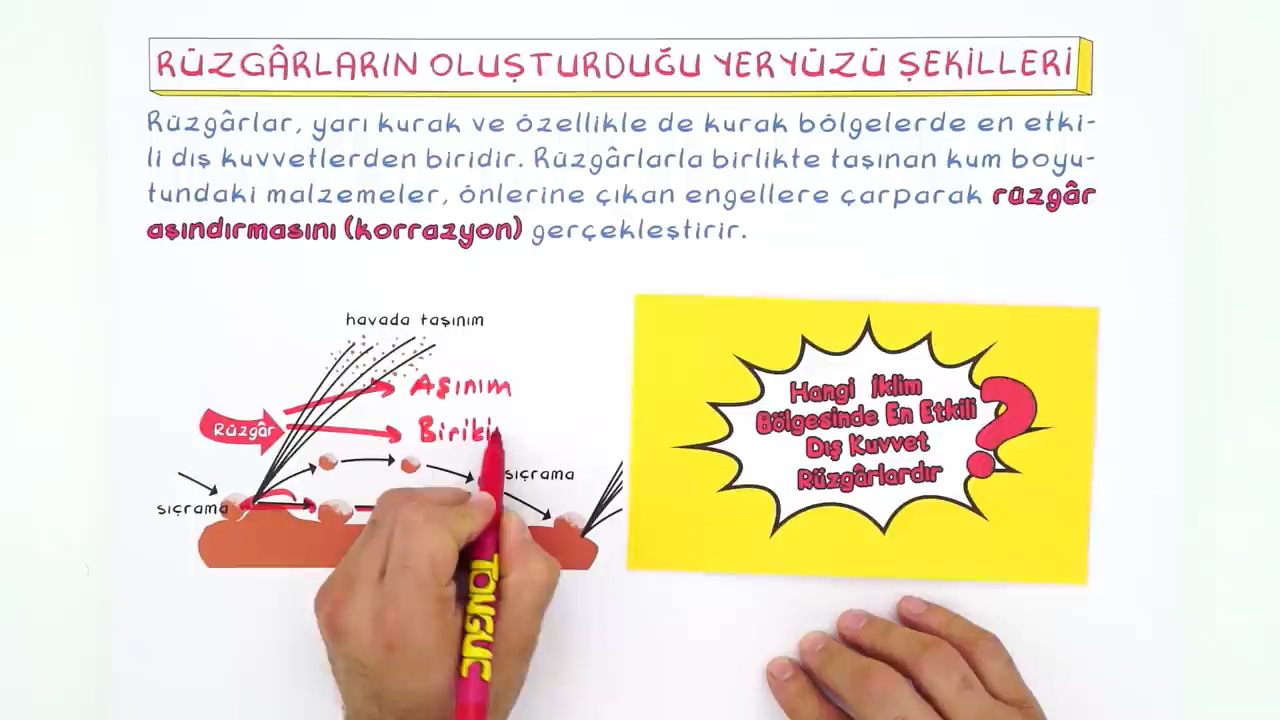 RÜZGÂRLARIN OLUŞTURDUĞU YERYÜZÜ ŞEKİLLERİ
Rüzgârlar, yarı kurak ve özellikle de kurak bölgelerde en etki-
li dış kuvvetlerden biridir. Rüzgârlarla birlikte taşınan kum boyu-
tundaki malzemeler, önlerine çıkan engellere çarparak rüzgâr
aşındırmasını (korrazyon) gerçekleştirir.
havada taşınım
Aşınım
Rüzgâr
Biriki
sıçrama
sıçrama
Hangi İklim
Bölgesinde En Etkili
Dış Kuvvet
Rüzgârlardır
?
TONGUÇ